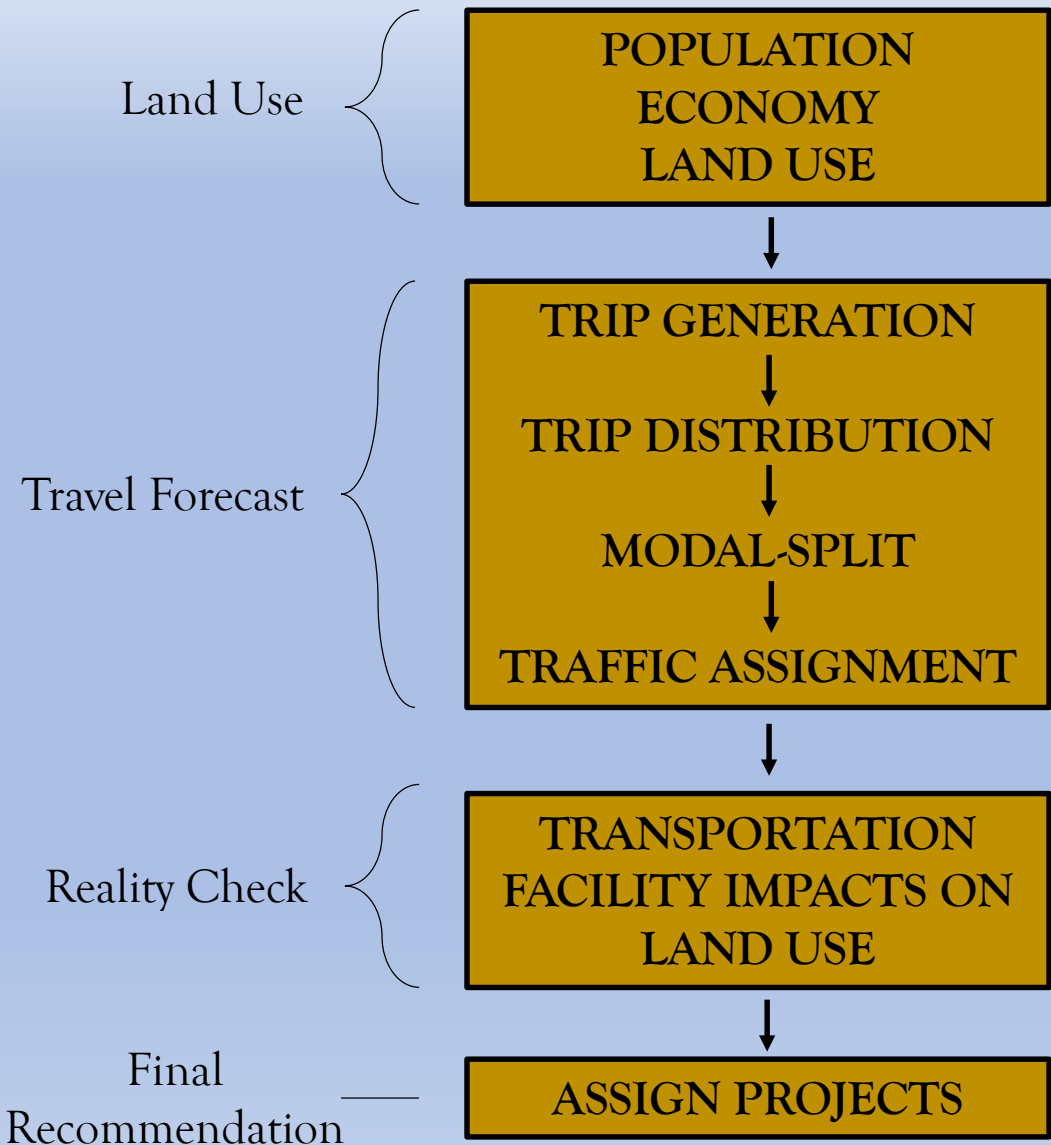 Land Use
POPULATION
ECONOMY
LAND USE
Travel Forecast
TRIP GENERATION
TRIP DISTRIBUTION
MODAL-SPLIT
TRAFFIC ASSIGNMENT
Reality Check
TRANSPORTATION
FACILITY IMPACTS ON
LAND USE
Final
Recommendation
ASSIGN PROJECTS